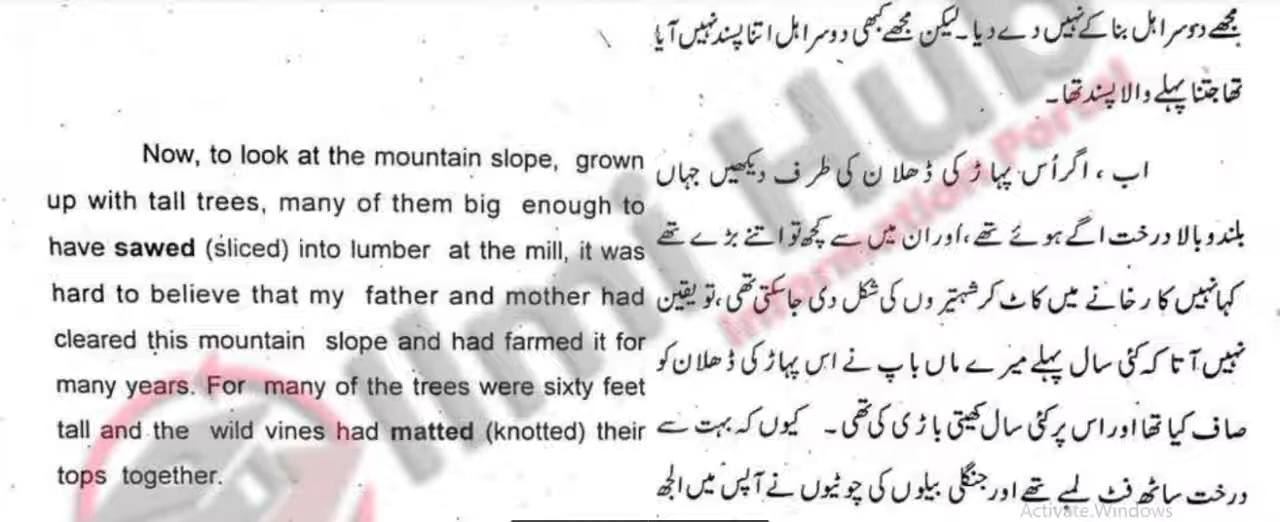 مجھے دوسرا ہل بنا کے نہیں دے دیا۔ لیکن مجھے کبھی دوسرا ہل اتنا پسند نہیں آیا
تھا جتنا پہلے والا پسند تھا۔
Now, to look at the mountain slope, grown
up with tall trees, many of them big enough to
have sawed (sliced) into lumber at the mill, it was
hard to believe that my father and mother had
cleared this mountain slope and had farmed it for
many years. For many of the trees were sixty feet
tall and the wild vines had matted (knotted) their
tops together.
اب ، اگر اُس پہاڑ کی ڈھلان کی طرف دیکھیں جہاں
بلند و بالا درخت اگے ہوئے تھے، اور ان میں سے کچھ تو اتنے بڑے تھے
کہا نہیں کارخانے میں کاٹ کر شہتیروں کی شکل دی جا سکتی تھی، تو یقین
نہیں آتا کہ کئی سال پہلے میرے ماں باپ نے اس پہاڑ کی ڈھلان کو
صاف کیا تھا اور اس پر کئی سال کھیتی باڑی کی تھی۔ کیوں کہ بہت سے
درخت ساٹھ فٹ لمبے تھے اور جنگلی بیلوں کی چوٹیوں نے آپس میں الجھ
Ilmi Hub
Information Portal
Activate Windows